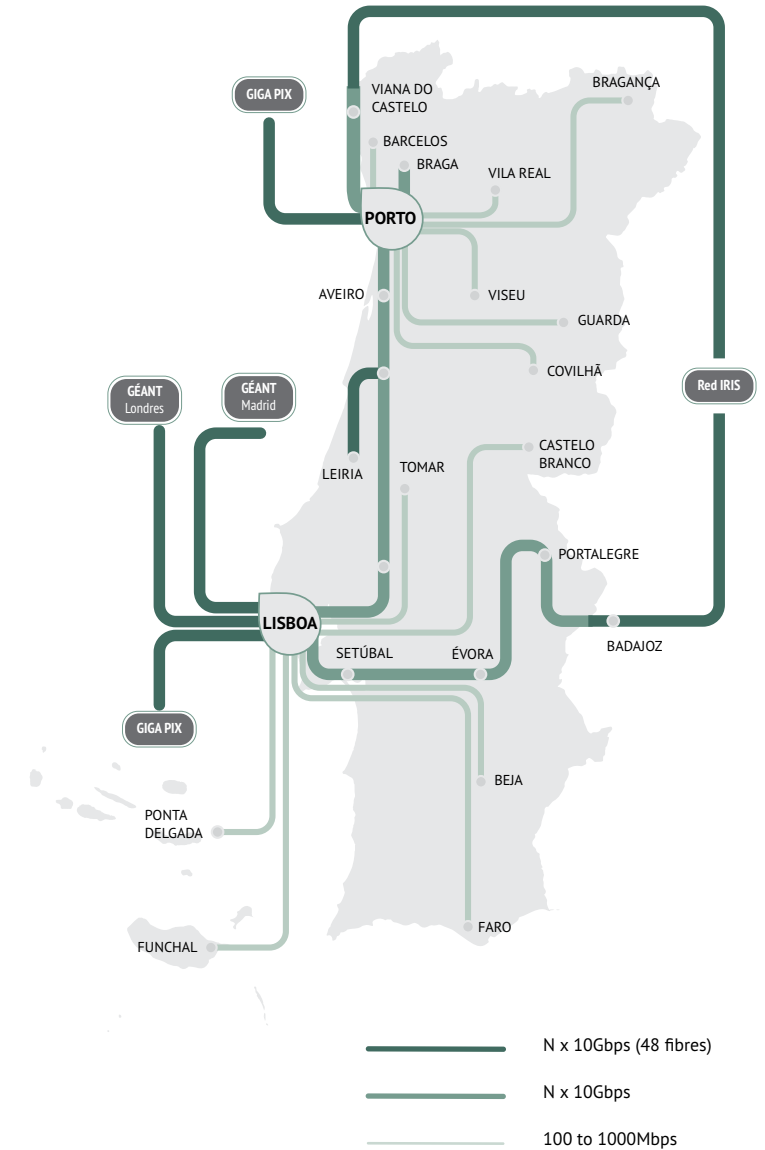 GIGA PIX
VIANA DO
CASTELO
BRAGANÇA
BARCELOS
BRAGA
VILA REAL
PORTO
AVEIRO
VISEU
GUARDA
COVILHÃ
GÉANT
Londres
GÉANT
Madrid
Red IRIS
LEIRIA
TOMAR
CASTELO
BRANCO
PORTALEGRE
LISBOA
SETÚBAL
ÉVORA
BADAJOZ
GIGA PIX
BEJA
PONTA
DELGADA
FARO
FUNCHAL
N x 10Gbps (48 fibres)
N x 10Gbps
100 to 1000Mbps